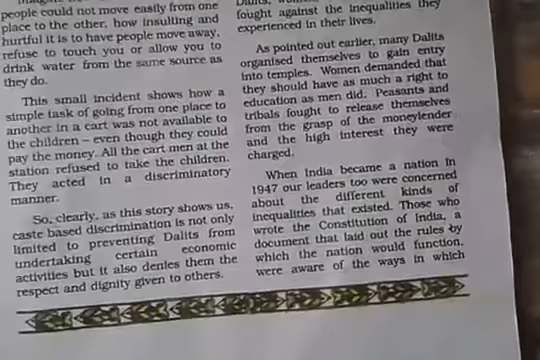 people could not move easily from one
place to the other, how insulting and
hurtful it is to have people move away,
refuse to touch you or allow you to
drink water from the same source as
they do.
This small incident shows how a
simple task of going from one place to
another in a cart was not available to
the children – even though they could
pay the money. All the cart men at the
station refused to take the children.
They acted in a discriminatory
manner.
So, clearly, as this story shows us,
caste based discrimination is not only
limited to preventing Dalits from
undertaking certain economic
activities but it also denies them the
respect and dignity given to others.
fought against the inequalities they
experienced in their lives.
As pointed out earlier, many Dalits
organised themselves to gain entry
into temples. Women demanded that
they should have as much a right to
education as men did. Peasants and
tribals fought to release themselves
from the grasp of the moneylender
and the high interest they were
charged.
When India became a nation in
1947 our leaders too were concerned
about the different kinds of
inequalities that existed. Those who
wrote the Constitution of India, a
document that laid out the rules by
which the nation would function,
were aware of the ways in which